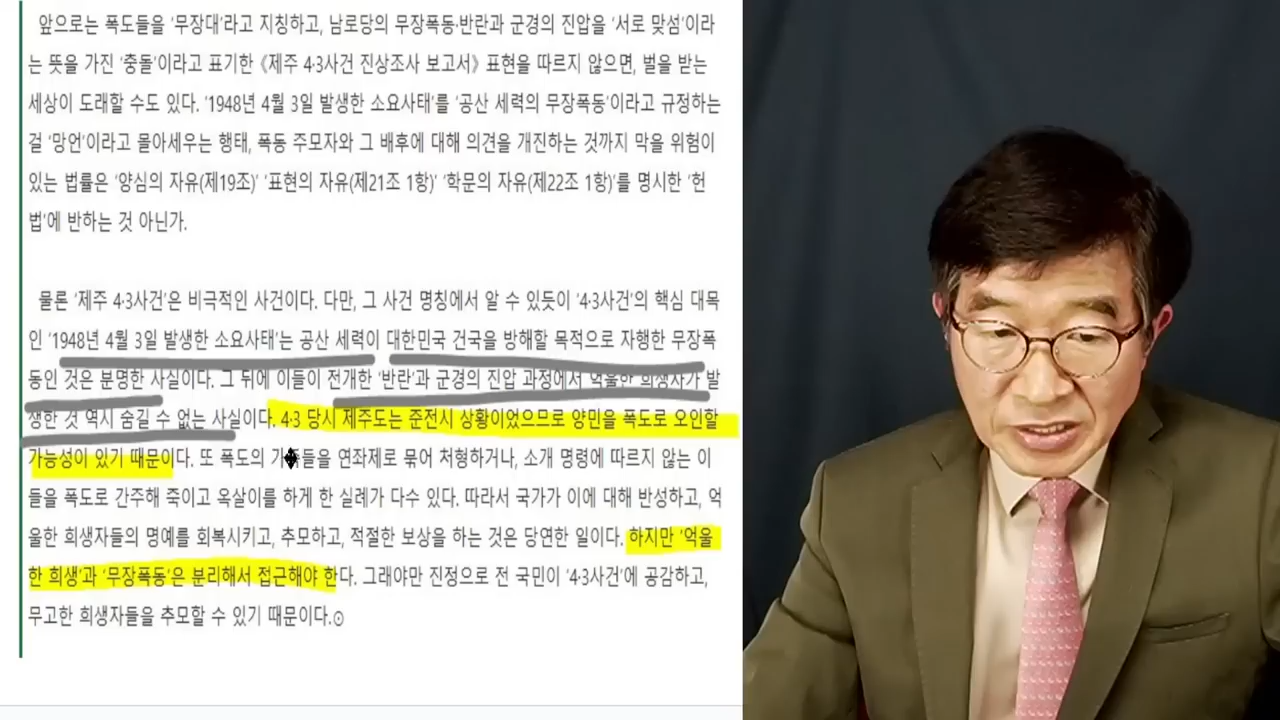 앞으로는 폭도들을 '무장대'라고 지칭하고, 남로당의 무장폭동·반란과 군경의 진압을 '서로 맞섬'이라
는 뜻을 가진 '충돌'이라고 표기한 《제주 4·3사건 진상조사 보고서》 표현을 따르지 않으면, 벌을 받는
세상이 도래할 수도 있다. '1948년 4월 3일 발생한 소요사태'를 '공산 세력의 무장폭동'이라고 규정하는
걸 '망언'이라고 몰아세우는 행태, 폭동 주모자와 그 배후에 대해 의견을 개진하는 것까지 막을 위험이
있는 법률은 '양심의 자유(제19조)' '표현의 자유(제21조 1항)' '학문의 자유(제22조 1항)'를 명시한 '헌
법'에 반하는 것 아닌가.
물론 '제주 4·3사건'은 비극적인 사건이다. 다만, 그 사건 명칭에서 알 수 있듯이 '4·3사건'의 핵심 대목
인 '1948년 4월 3일 발생한 소요사태'는 공산 세력이 대한민국 건국을 방해할 목적으로 자행한 무장폭
동인 것은 분명한 사실이다. 그 뒤에 이들이 전개한 '반란'과 군경의 진압 과정에서 억울한 희생자가 발
생한 것 역시 숨길 수 없는 사실이다. 4·3 당시 제주도는 준전시 상황이었으므로 양민을 폭도로 오인할
가능성이 있기 때문이다. 또 폭도의 들을 연좌제로 묶어 처형하거나, 소개 명령에 따르지 않는 이
들을 폭도로 간주해 죽이고 옥살이를 하게 한 실례가 다수 있다. 따라서 국가가 이에 대해 반성하고, 억
울한 희생자들의 명예를 회복시키고, 추모하고, 적절한 보상을 하는 것은 당연한 일이다. 하지만 '억울
한 희생'과 '무장폭동'은 분리해서 접근해야 한다. 그래야만 진정으로 전 국민이 '4·3사건'에 공감하고,
무고한 희생자들을 추모할 수 있기 때문이다.⊙